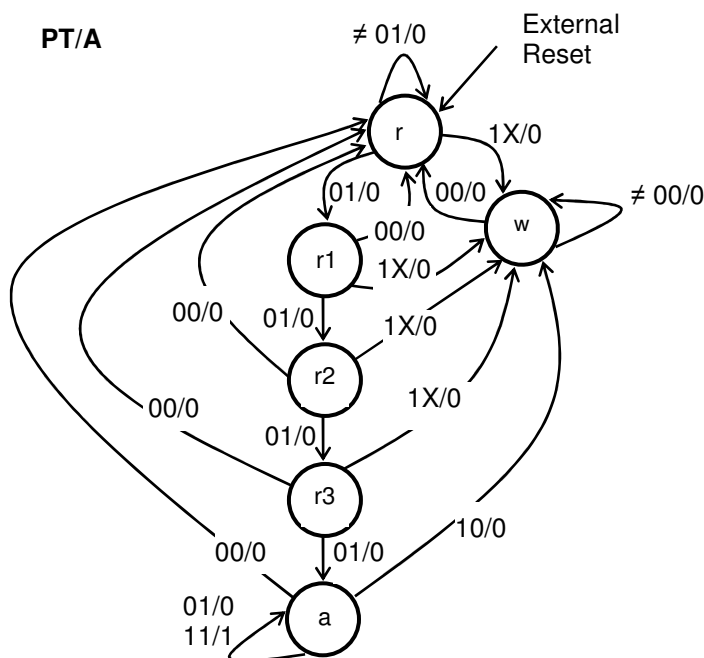 PT/A
≠ 01/0
External
Reset
r
1X/0
01/0
00/0
≠ 00/0
w
00/0
r1
1X/0
00/0
01/0
1X/0
r2
00/0
1X/0
01/0
r3
10/0
00/0
01/0
01/0
11/1
a